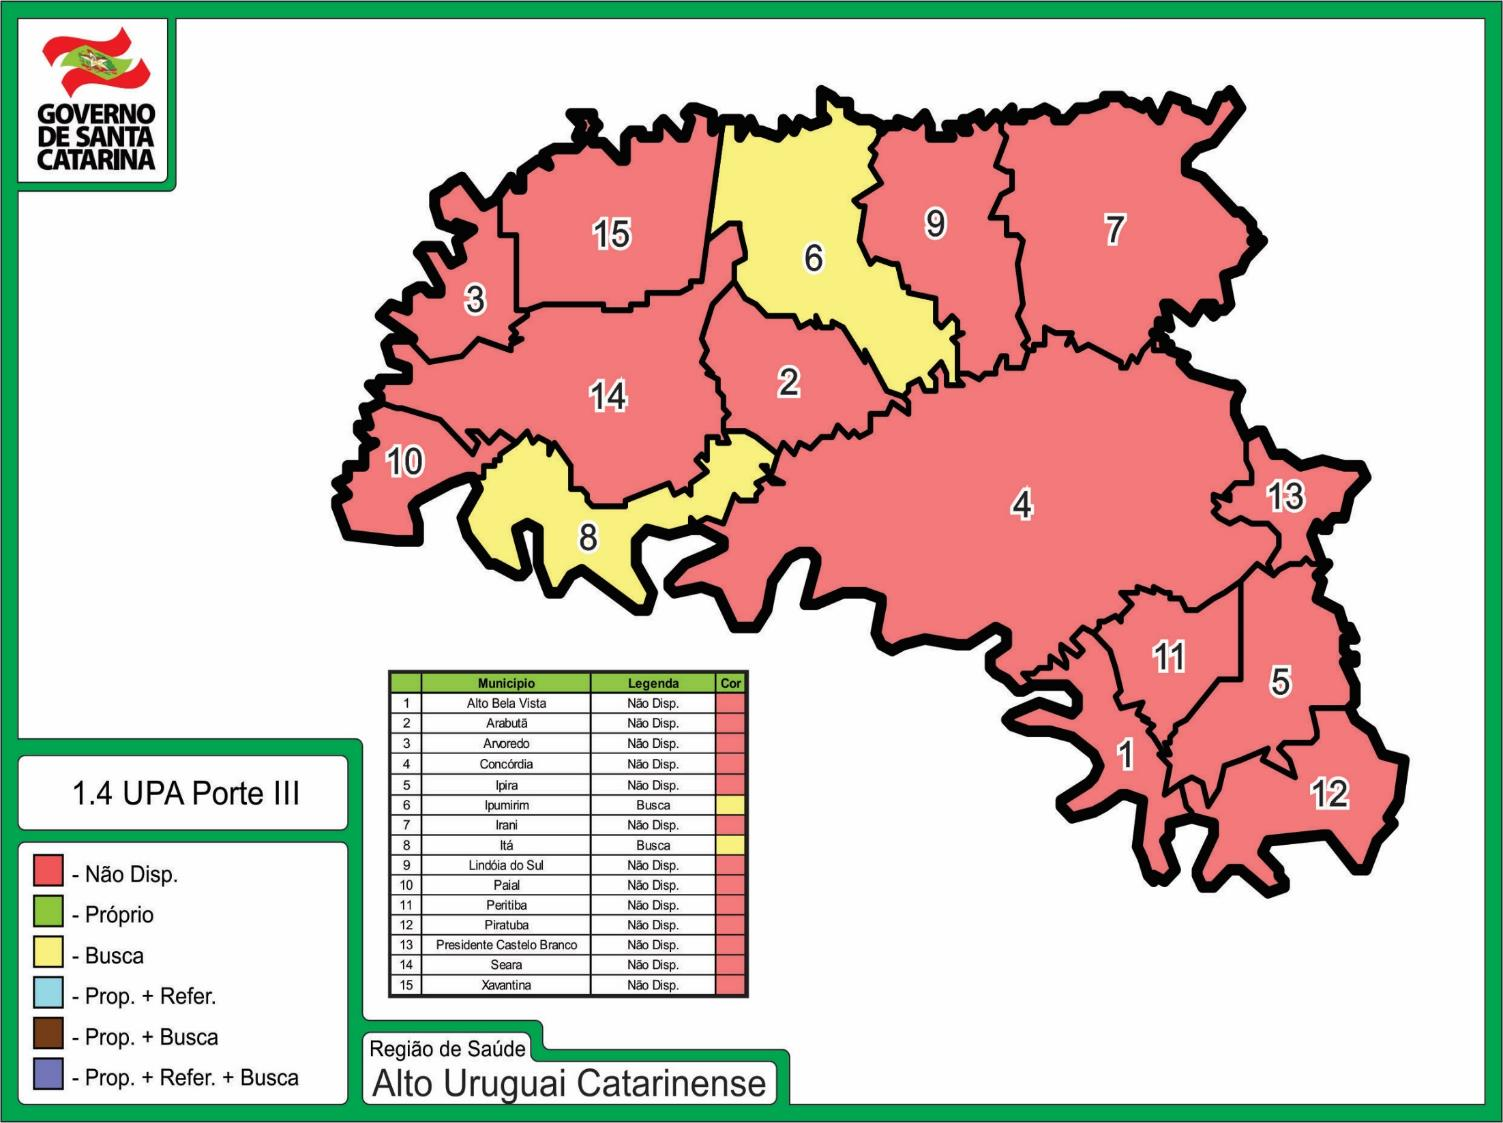 GOVERNO
DE SANTA
CATARINA
15
6
9
7
3
2
14
10
4
13
8
11
5
1
12
Municipio Legenda Cor
1 Alto Bela Vista Não Disp.
2 Arabutã Não Disp.
3 Arvoredo Não Disp.
4 Concórdia Não Disp.
5 Ipira Não Disp.
6 Ipumirim Busca
7 Irani Não Disp.
8 Itá Busca
9 Lindóia do Sul Não Disp.
10 Paial Não Disp.
11 Peritiba Não Disp.
12 Piratuba Não Disp.
13 Presidente Castelo Branco Não Disp.
14 Seara Não Disp.
15 Xavantina Não Disp.
1.4 UPA Porte III
- Não Disp.
- Próprio
- Busca
- Prop. + Refer.
- Prop. + Busca
- Prop. + Refer. + Busca
Região de Saúde
Alto Uruguai Catarinense